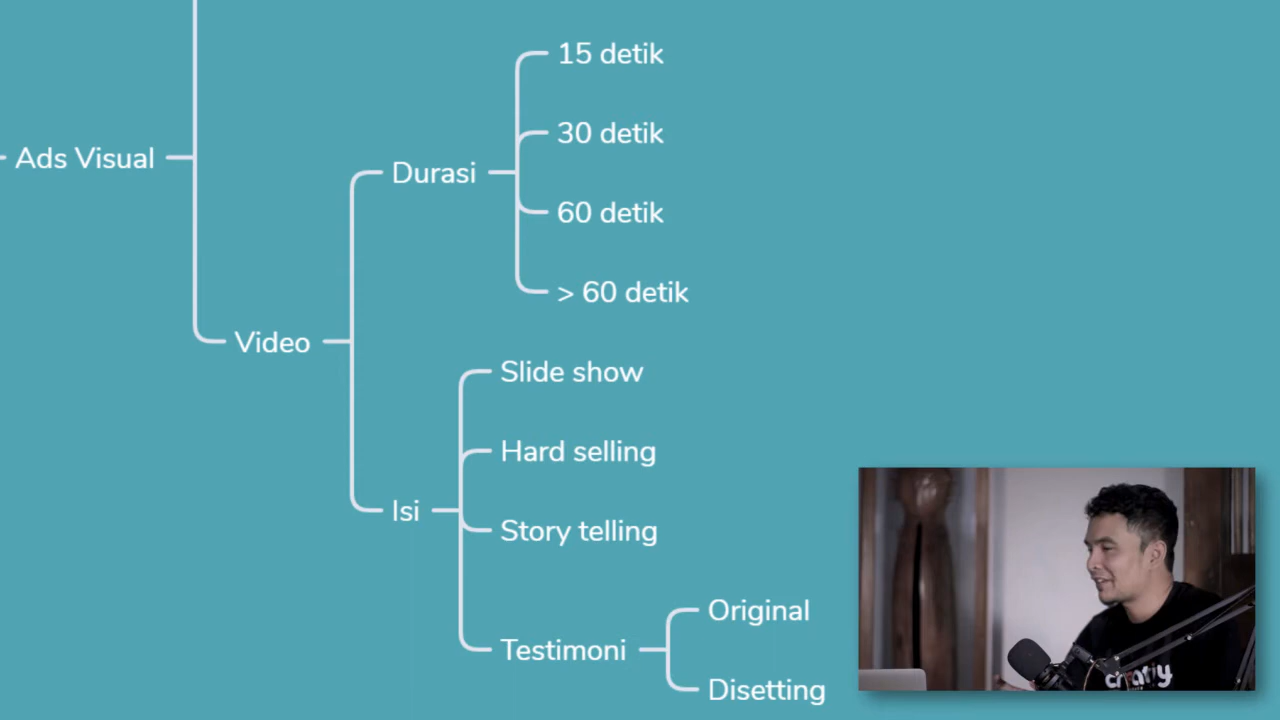 Ads Visual
Video
Durasi
15 detik
30 detik
60 detik
> 60 detik
Isi
Slide show
Hard selling
Story telling
Testimoni
Original
Disetting